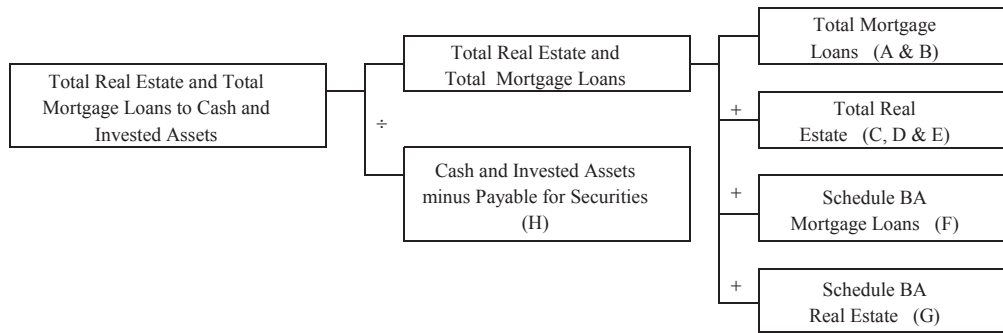 Total Real Estate and Total
Mortgage Loans to Cash and
Invested Assets
÷
Total Real Estate and
Total Mortgage Loans
Cash and Invested Assets
minus Payable for Securities
(H)
Total Mortgage
Loans (A & B)
+
Total Real
Estate (C, D & E)
+
Schedule BA
Mortgage Loans (F)
+
Schedule BA
Real Estate (G)